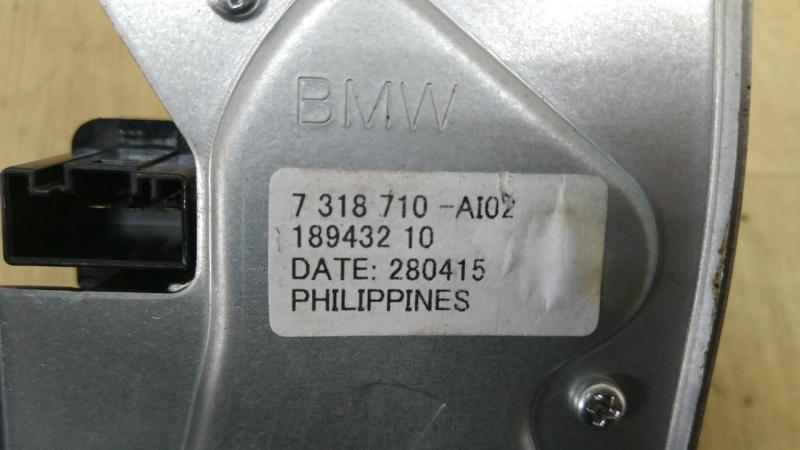 BMW
7 318 710 -AI02
189432 10
DATE: 280415
PHILIPPINES